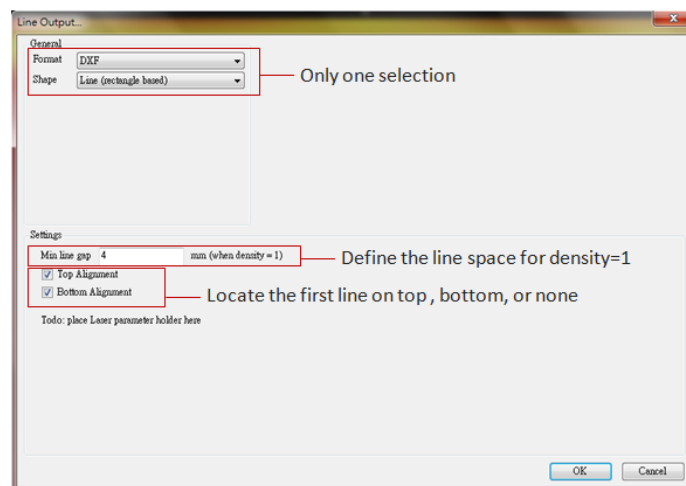 Line Output...
General
Format DXF
Shape Line (rectangle based)
Only one selection
Settings
Min line gap 4 mm (when density = 1)
Define the line space for density=1
Top Alignment
Bottom Alignment
Locate the first line on top , bottom, or none
Todo: place Laser parameter holder here
OK Cancel